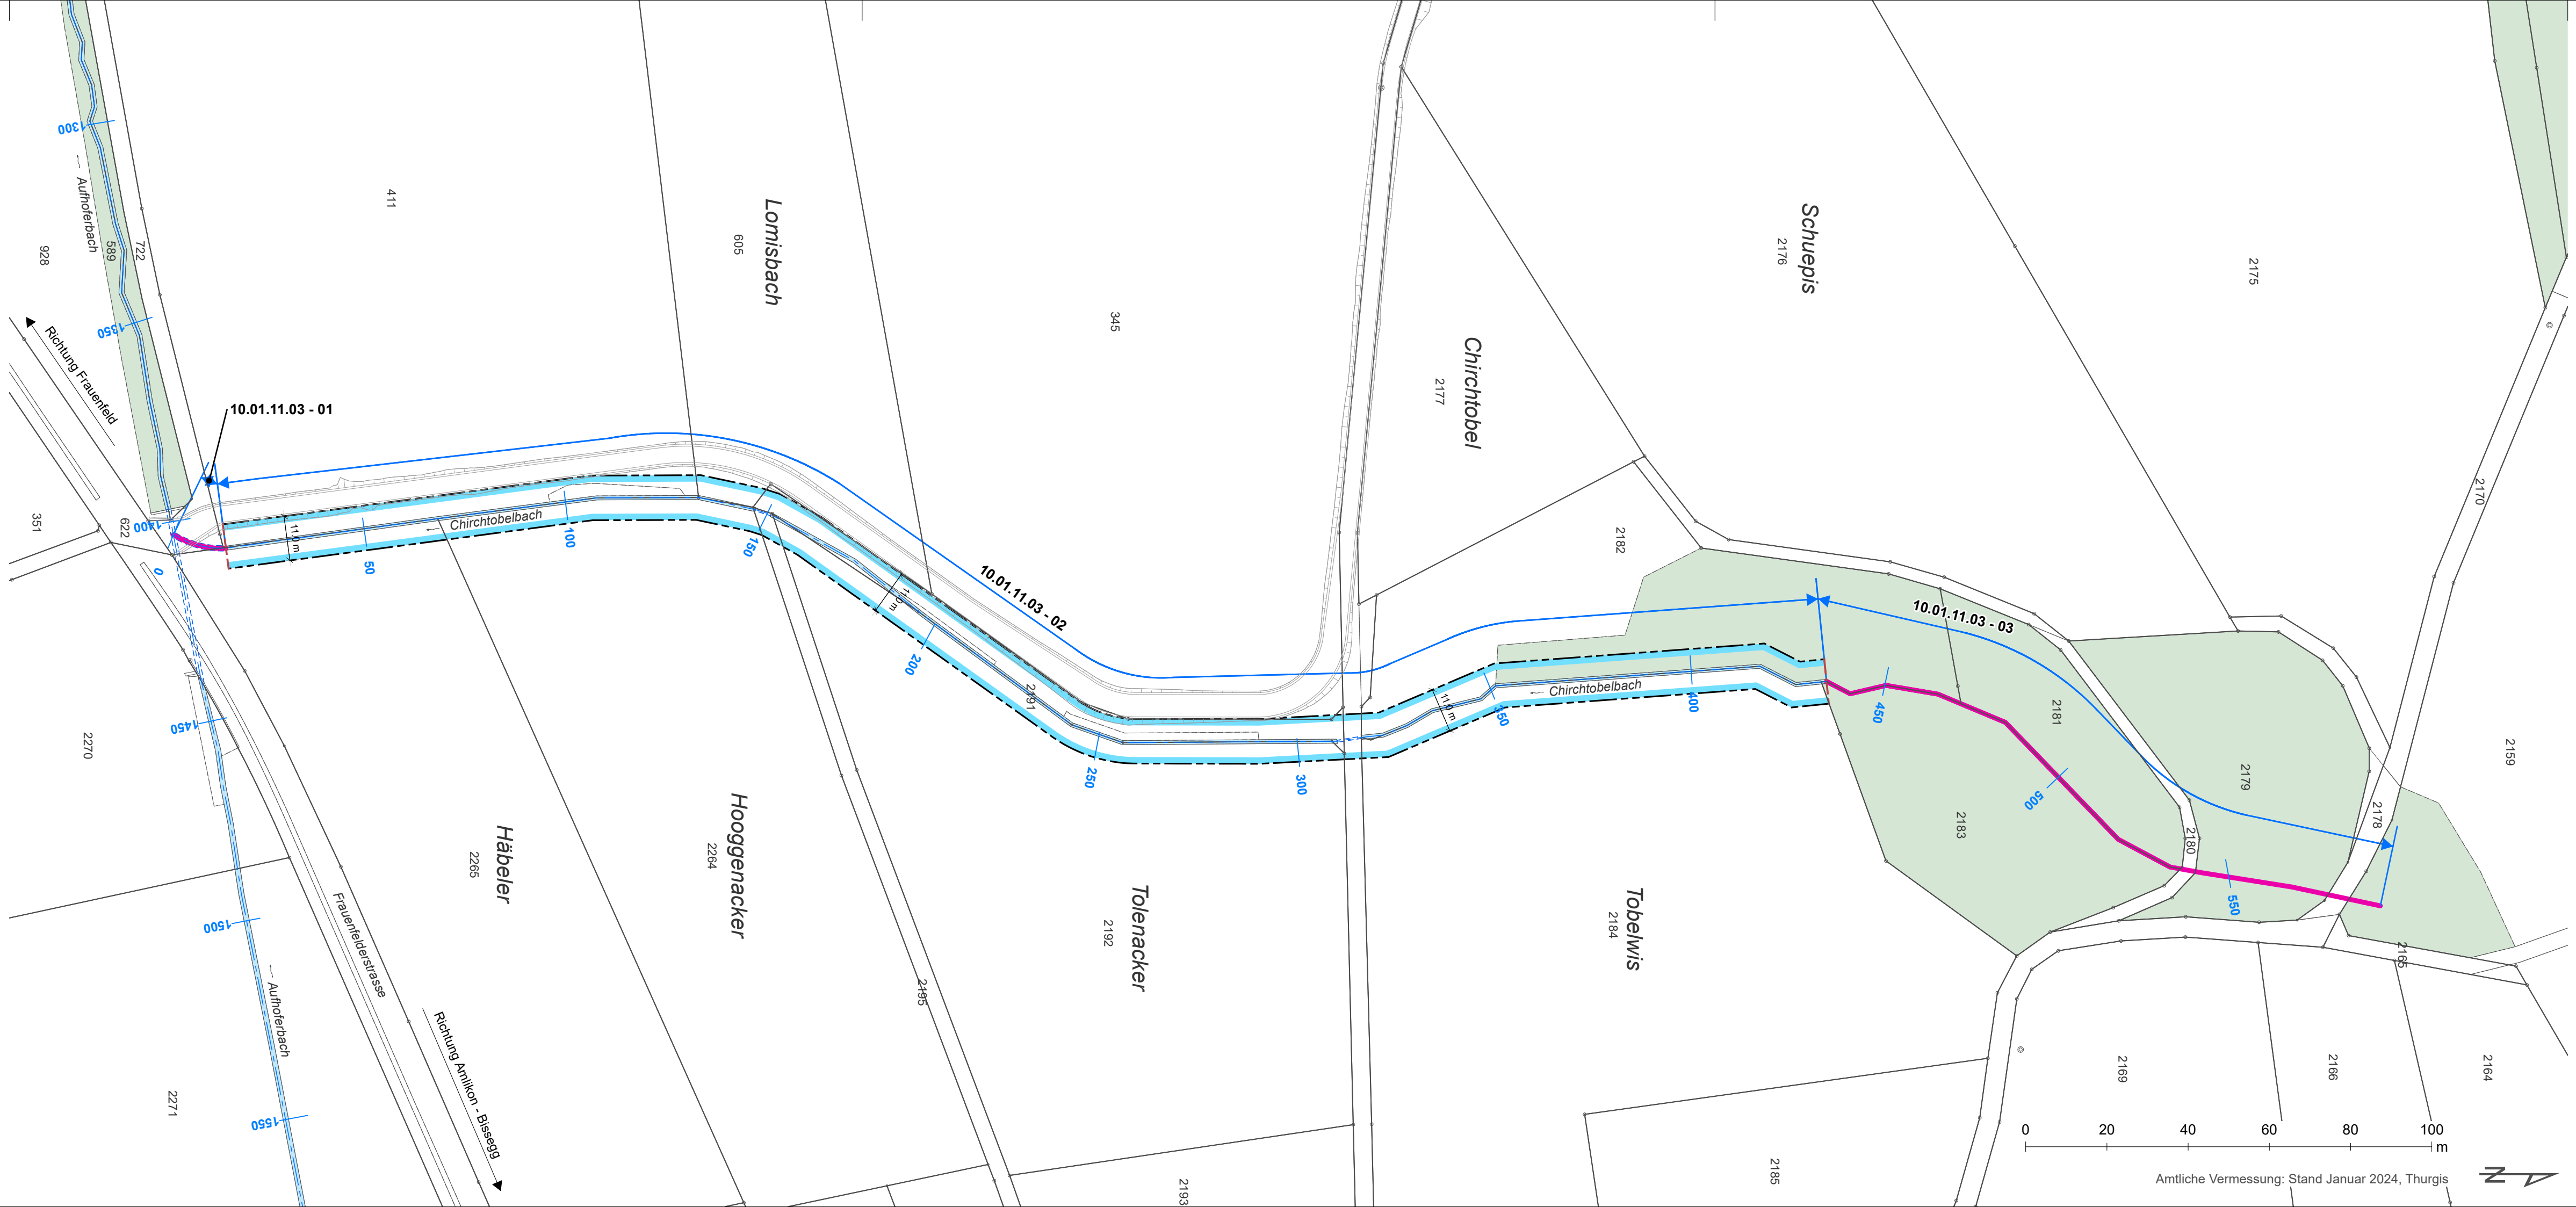 1300
← Aufhoferbach
589
722
928
1350
Richtung Frauenfeld
10.01.11.03 - 01
411
605
Lomisbach
345
Chirchtobel
2177
Schuepis
2176
2175
2170
2182
351
622
1400
0
11.0 m
50
← Chirchtobelbach
100
150
11.0 m
200
10.01.11.03 - 02
2191
250
300
11.0 m
350
← Chirchtobelbach
400
10.01.11.03 - 03
450
2181
500
2183
2180
2179
550
2178
2159
2165
2270
1450
1500
← Aufhoferbach
1550
2271
Frauenfelderstrasse
Richtung Amlikon - Bissegg
Häbeler
2265
Hooggenacker
2264
2195
Tolenacker
2192
2193
Tobelwis
2184
2185
2169
2166
2164
0 20 40 60 80 100
m
Amtliche Vermessung: Stand Januar 2024, Thurgis
N